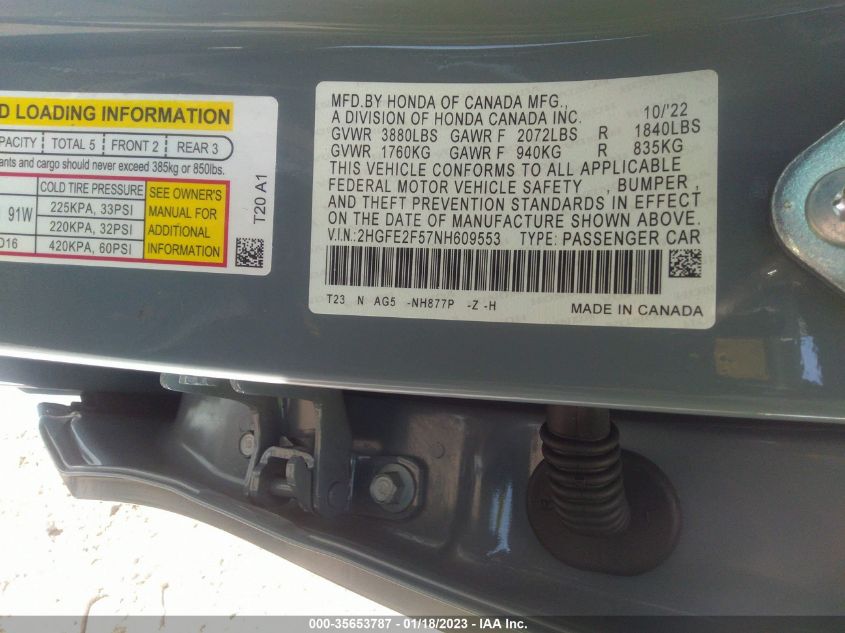 D LOADING INFORMATION
PACITY TOTAL 5 FRONT 2 REAR 3
ants and cargo should never exceed 385kg or 850lbs.
COLD TIRE PRESSURE
91W 225KPA, 33PSI
220KPA, 32PSI
D16 420KPA, 60PSI
SEE OWNER'S
MANUAL FOR
ADDITIONAL
INFORMATION
T20 A1
MFD.BY HONDA OF CANADA MFG., 10/'22
A DIVISION OF HONDA CANADA INC.
GVWR 3880LBS GAWR F 2072LBS R 1840LBS
GVWR 1760KG GAWR F 940KG R 835KG
THIS VEHICLE CONFORMS TO ALL APPLICABLE
FEDERAL MOTOR VEHICLE SAFETY , BUMPER ,
AND THEFT PREVENTION STANDARDS IN EFFECT
ON THE DATE OF MANUFACTURE SHOWN ABOVE.
V.I.N.:2HGFE2F57NH609553 TYPE: PASSENGER CAR
T23 N AG5 -NH877P -Z -H
MADE IN CANADA
000-35653787 - 01/18/2023 - IAA Inc.